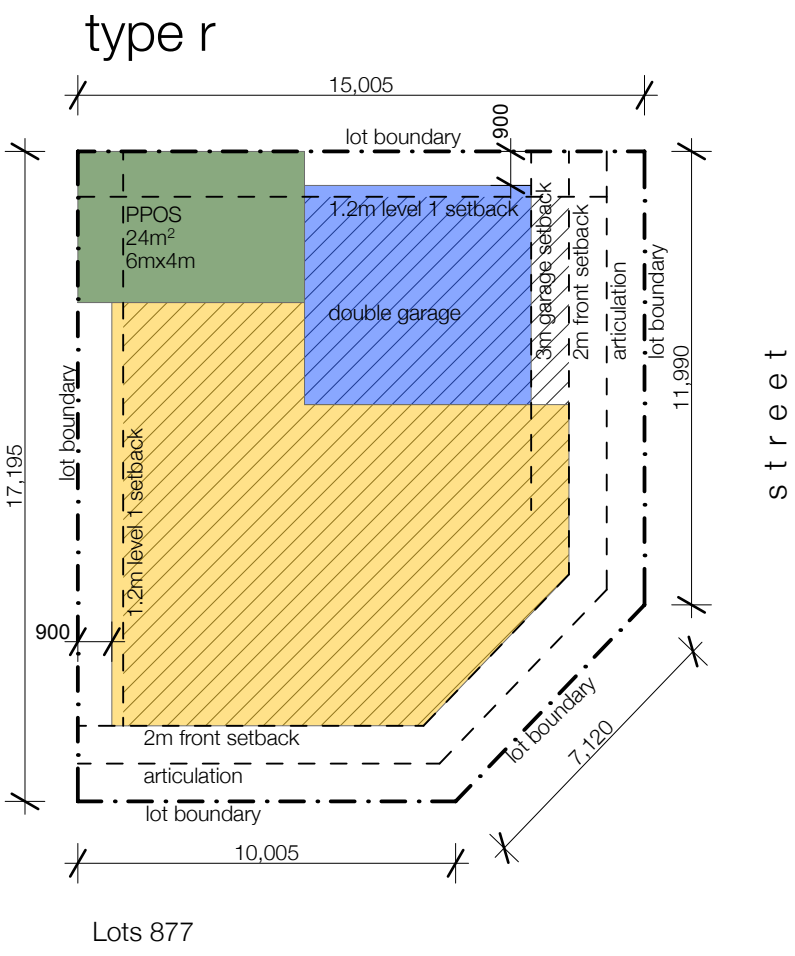 type r
15,005
900
lot boundary
1.2m level 1 setback
PPOS
24m²
6mx4m
double garage
3m garage setback
2m front setback
articulation
lot boundary
11,990
street
lot boundary
17,195
1.2m level 1 setback
900
2m front setback
articulation
lot boundary
lot boundary
7,120
10,005
Lots 877